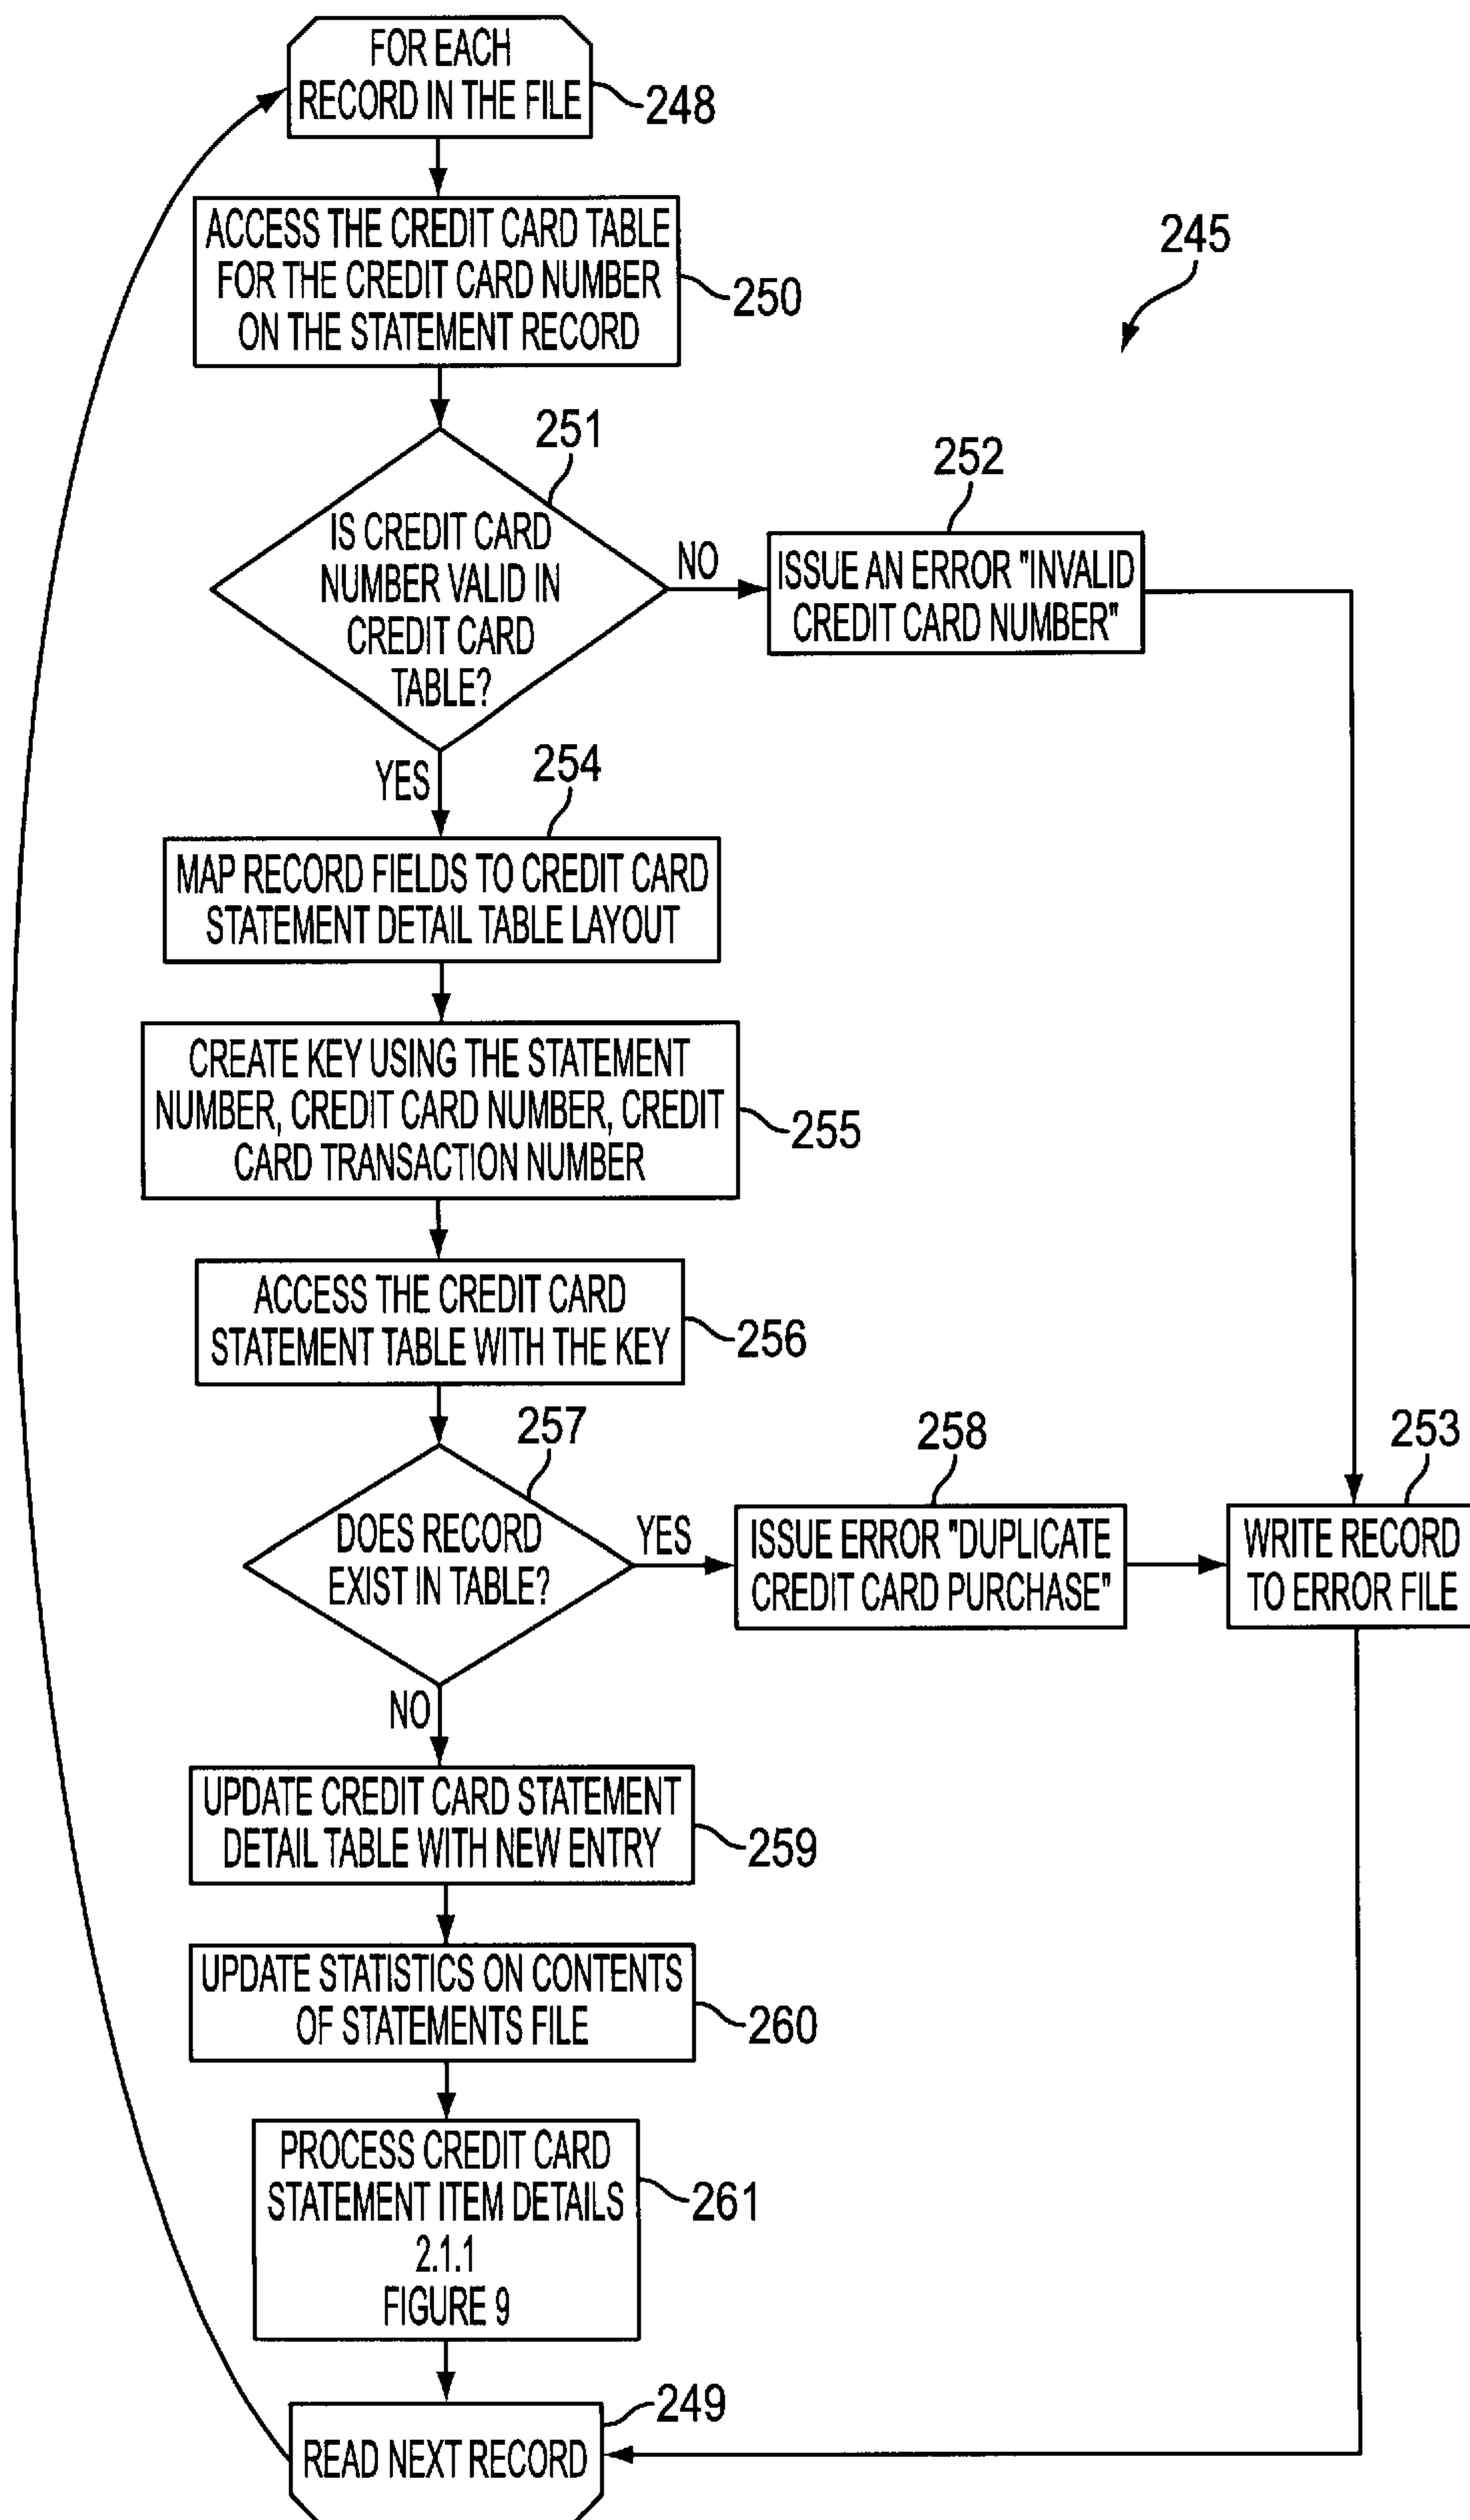 FOR EACH
RECORD IN THE FILE
248
ACCESS THE CREDIT CARD TABLE
FOR THE CREDIT CARD NUMBER
ON THE STATEMENT RECORD
250
245
251
IS CREDIT CARD
NUMBER VALID IN
CREDIT CARD
TABLE?
NO
252
ISSUE AN ERROR "INVALID
CREDIT CARD NUMBER"
YES
254
MAP RECORD FIELDS TO CREDIT CARD
STATEMENT DETAIL TABLE LAYOUT
CREATE KEY USING THE STATEMENT
NUMBER, CREDIT CARD NUMBER, CREDIT
CARD TRANSACTION NUMBER
255
ACCESS THE CREDIT CARD
STATEMENT TABLE WITH THE KEY
256
257
DOES RECORD
EXIST IN TABLE?
YES
258
ISSUE ERROR "DUPLICATE
CREDIT CARD PURCHASE"
253
WRITE RECORD
TO ERROR FILE
NO
UPDATE CREDIT CARD STATEMENT
DETAIL TABLE WITH NEW ENTRY
259
UPDATE STATISTICS ON CONTENTS
OF STATEMENTS FILE
260
PROCESS CREDIT CARD
STATEMENT ITEM DETAILS
2.1.1
FIGURE 9
261
249
READ NEXT RECORD